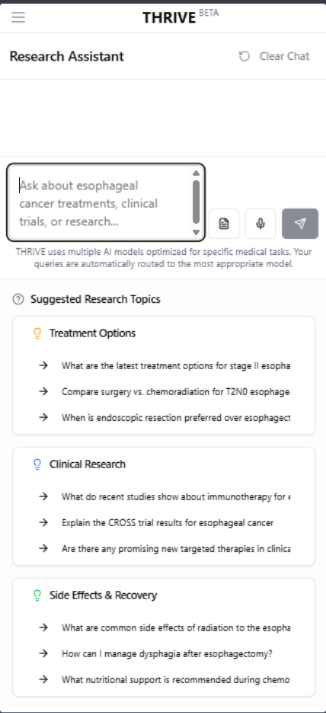 THRIVE BETA
Research Assistant
Clear Chat
Ask about esophageal
cancer treatments, clinical
trials, or research...
THRIVE uses multiple AI models optimized for specific medical tasks. Your
queries are automatically routed to the most appropriate model.
Suggested Research Topics
Treatment Options
What are the latest treatment options for stage II esopha
Compare surgery vs. chemoradiation for T2N0 esophage
When is endoscopic resection preferred over esophagect
Clinical Research
What do recent studies show about immunotherapy for e
Explain the CROSS trial results for esophageal cancer
Are there any promising new targeted therapies in clinica
Side Effects & Recovery
What are common side effects of radiation to the esopha
How can I manage dysphagia after esophagectomy?
What nutritional support is recommended during chemo